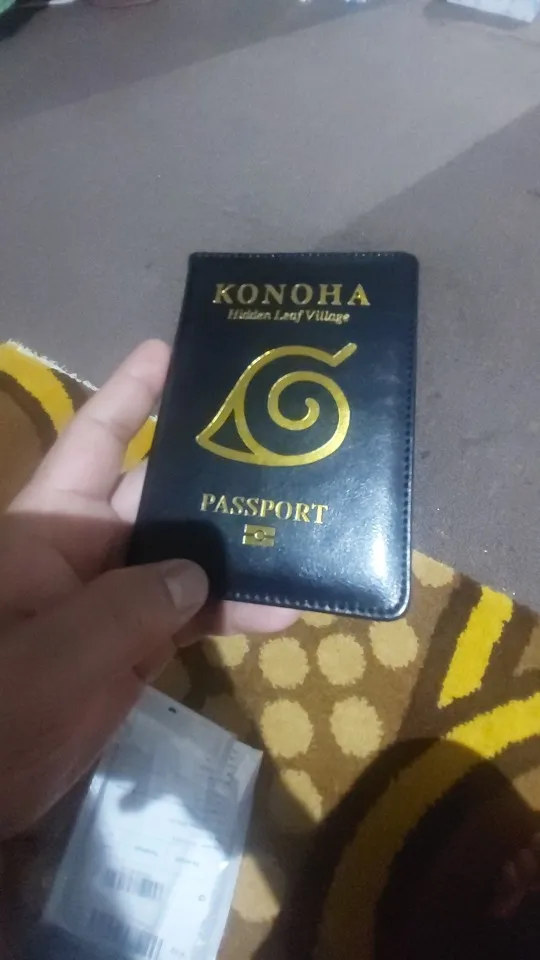 KONOHA
Hidden Leaf Village
PASSPORT